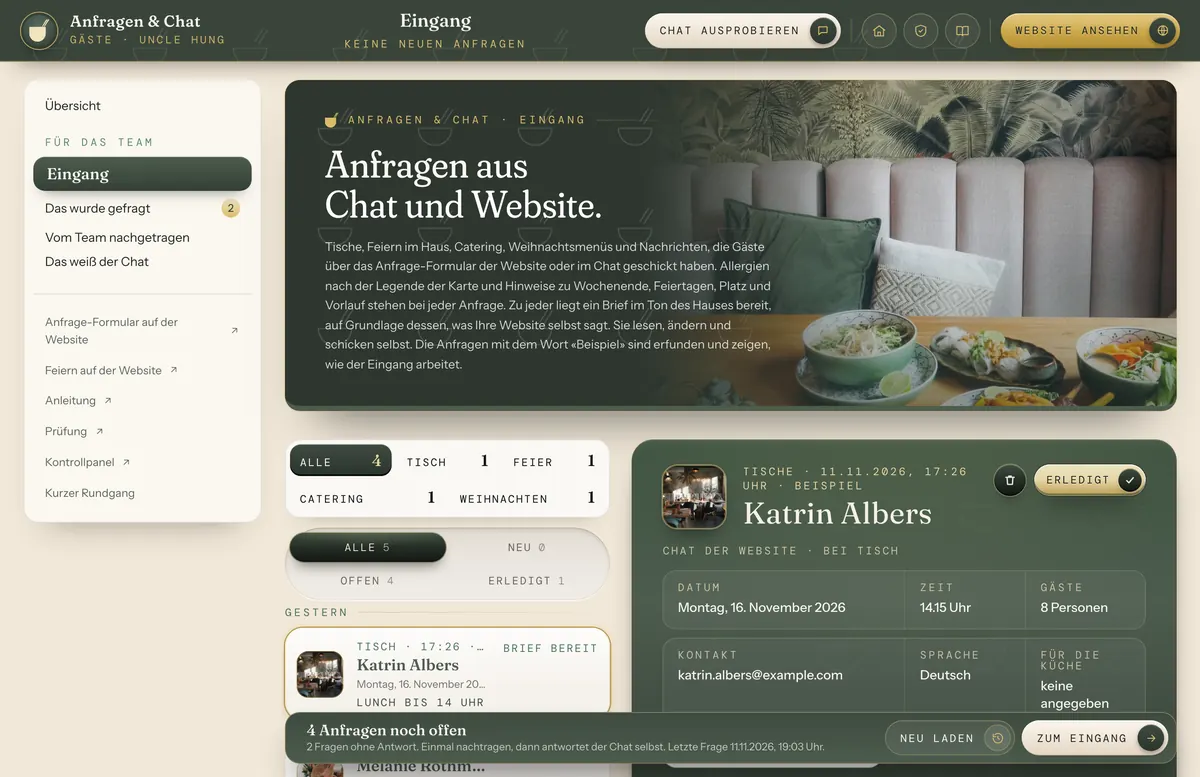 Anfragen & Chat
GÄSTE · UNCLE HUNG
Eingang
KEINE NEUEN ANFRAGEN
CHAT AUSPROBIEREN
WEBSITE ANSEHEN
Übersicht
FÜR DAS TEAM
Eingang
Das wurde gefragt 2
Vom Team nachgetragen
Das weiß der Chat
Anfrage-Formular auf der
Website
Feiern auf der Website
Anleitung
Prüfung
Kontrollpanel
Kurzer Rundgang
ANFRAGEN & CHAT · EINGANG
Anfragen aus
Chat und Website.
Tische, Feiern im Haus, Catering, Weihnachtsmenüs und Nachrichten, die Gäste
über das Anfrage-Formular der Website oder im Chat geschickt haben. Allergien
nach der Legende der Karte und Hinweise zu Wochenende, Feiertagen, Platz und
Vorlauf stehen bei jeder Anfrage. Zu jeder liegt ein Brief im Ton des Hauses bereit,
auf Grundlage dessen, was Ihre Website selbst sagt. Sie lesen, ändern und
schicken selbst. Die Anfragen mit dem Wort «Beispiel» sind erfunden und zeigen,
wie der Eingang arbeitet.
ALLE 4 TISCH 1 FEIER 1
CATERING 1 WEIHNACHTEN 1
ALLE 5 NEU 0
OFFEN 4 ERLEDIGT 1
GESTERN
TISCH · 17:26 ·… BRIEF BEREIT
Katrin Albers
Montag, 16. November 20…
LUNCH BIS 14 UHR
TISCHE · 11.11.2026, 17:26
UHR · BEISPIEL
Katrin Albers
ERLEDIGT
CHAT DER WEBSITE · BEI TISCH
DATUM ZEIT GÄSTE
Montag, 16. November 2026 14.15 Uhr 8 Personen
KONTAKT SPRACHE FÜR DIE
KÜCHE
katrin.albers@example.com Deutsch keine
angegeben
4 Anfragen noch offen
2 Fragen ohne Antwort. Einmal nachtragen, dann antwortet der Chat selbst. Letzte Frage 11.11.2026, 19:03 Uhr.
NEU LADEN
ZUM EINGANG
Melanie Rothm…